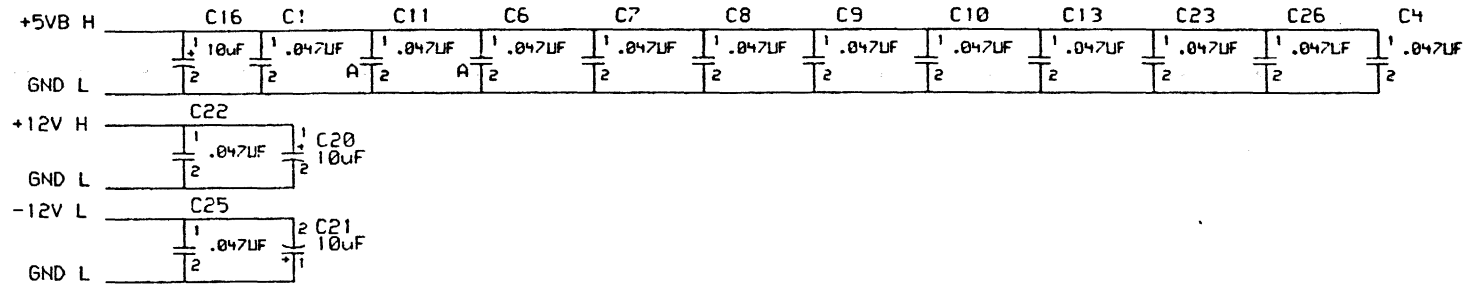 C16 C1 C11 C6 C7 C8 C9 C10 C13 C23 C26 C4
+5VB H
1 10uF 1 .047UF 1 .047UF 1 .047UF 1 .047UF 1 .047UF 1 .047UF 1 .047UF 1 .047UF 1 .047UF 1 .047UF 1 .047UF
+
A A
2 2 2 2 2 2 2 2 2 2 2 2
GND L
C22
+12V H
1 .047UF 1 C20
+ 10uF
2 2
GND L
C25
-12V L
1 .047UF 2 C21
10uF
2 + 1
GND L